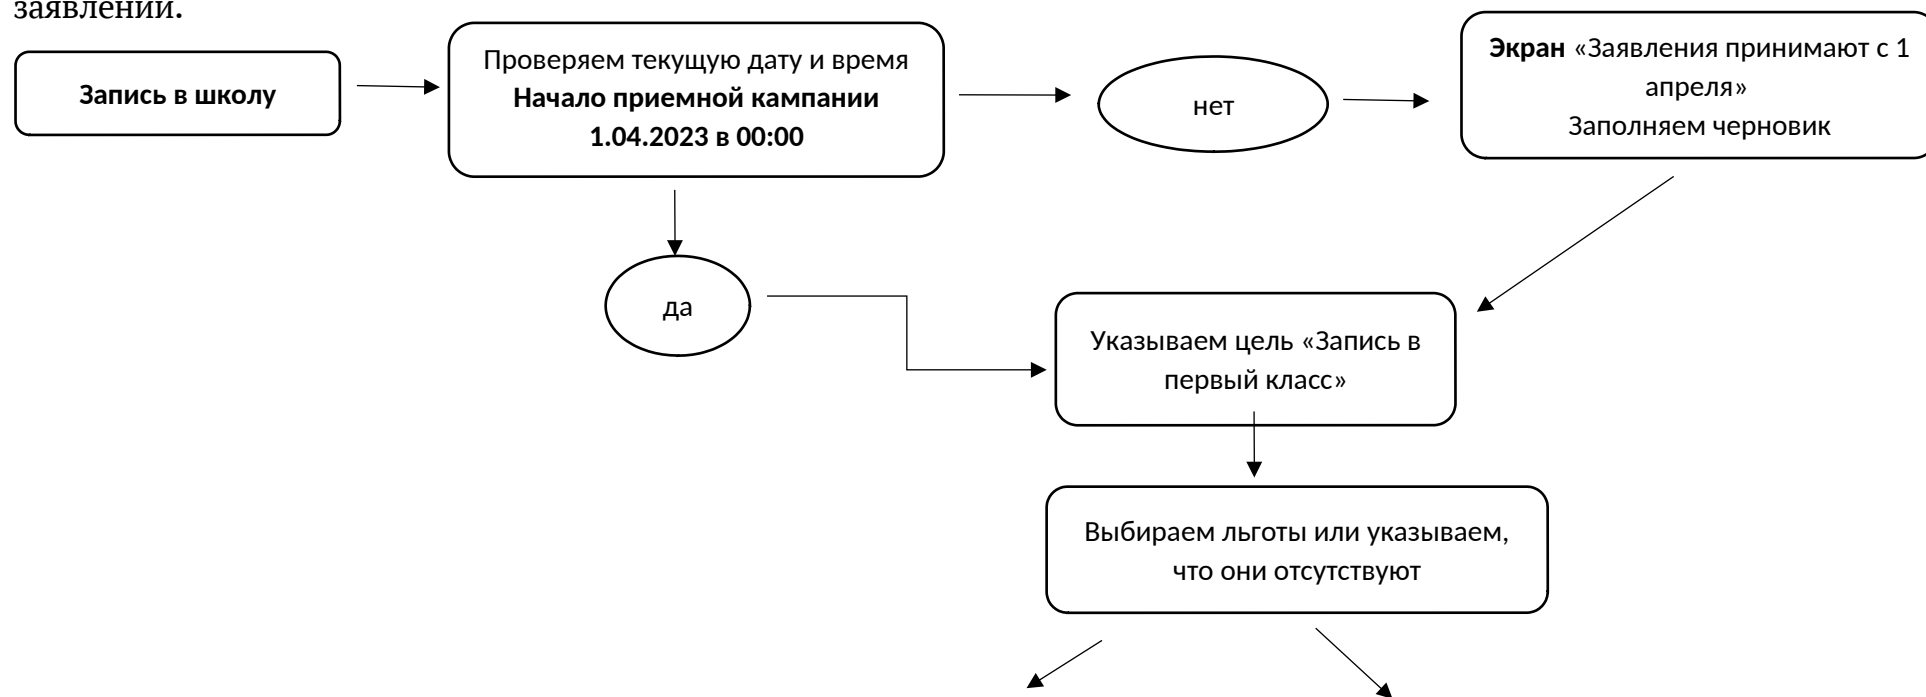 заявлений.
Запись в школу
Проверяем текущую дату и время
Начало приемной кампании
1.04.2023 в 00:00
нет
Экран «Заявления принимают с 1
апреля»
Заполняем черновик
да
Указываем цель «Запись в
первый класс»
Выбираем льготы или указываем,
что они отсутствуют